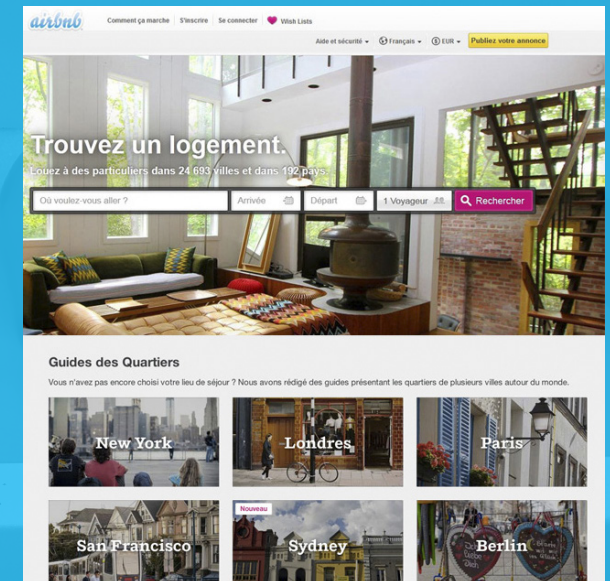 airbnb Comment ça marche S'inscrire Se connecter Wish Lists
Aide et sécurité Français EUR Publiez votre annonce
Trouvez un logement.
Louez à des particuliers dans 24 693 villes et dans 192 pays.
Où voulez-vous aller ? Arrivée Départ 1 Voyageur Rechercher
Guides des Quartiers
Vous n'avez pas encore choisi votre lieu de séjour ? Nous avons rédigé des guides présentant les quartiers de plusieurs villes autour du monde.
New York Londres Paris
Nouveau
San Francisco Sydney Berlin